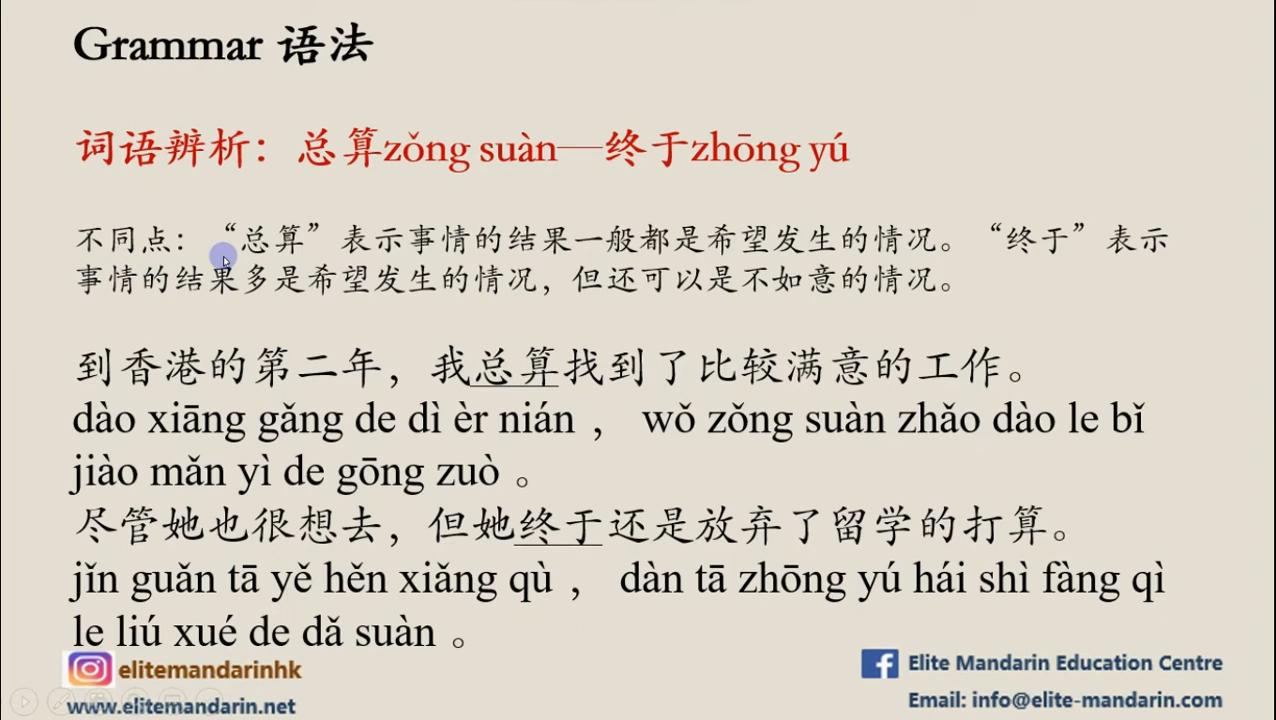 Grammar 语法
词语辨析：总算zǒng suàn—终于zhōng yú
不同点：“总算”表示事情的结果一般都是希望发生的情况。“终于”表示
事情的结果多是希望发生的情况，但还可以是不如意的情况。
到香港的第二年，我总算找到了比较满意的工作。
dào xiāng gǎng de dì èr nián ， wǒ zǒng suàn zhǎo dào le bǐ
jiào mǎn yì de gōng zuò 。
尽管她也很想去，但她终于还是放弃了留学的打算。
jǐn guǎn tā yě hěn xiǎng qù ， dàn tā zhōng yú hái shì fàng qì
le liú xué de dǎ suàn 。
elitemandarinhk
www.elitemandarin.net
Elite Mandarin Education Centre
Email: info@elite-mandarin.com